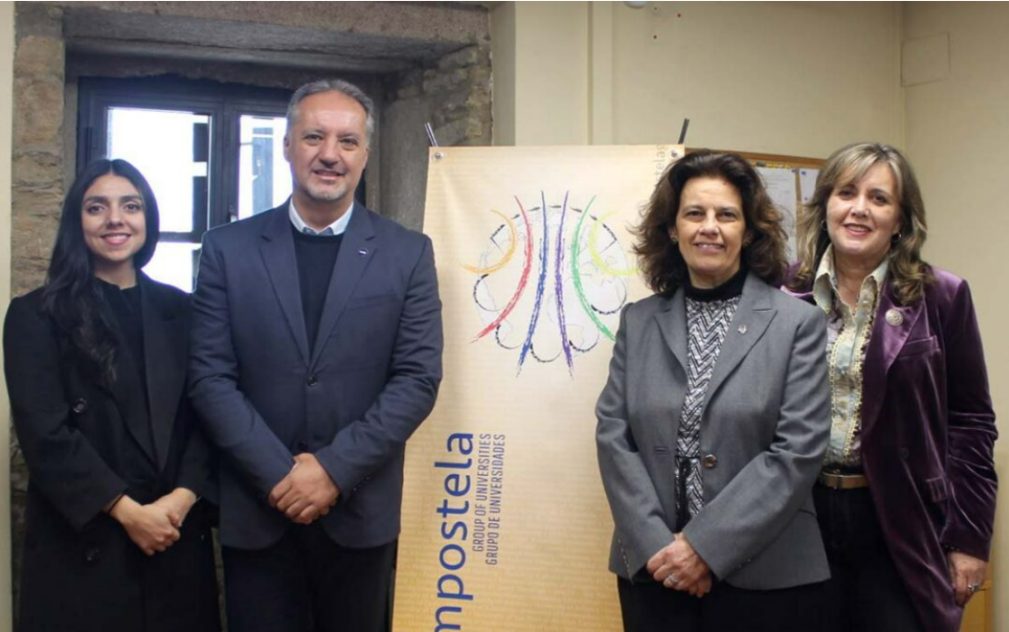 mpostela
GROUP OF UNIVERSITIES
GRUPO DE UNIVERSIDADES